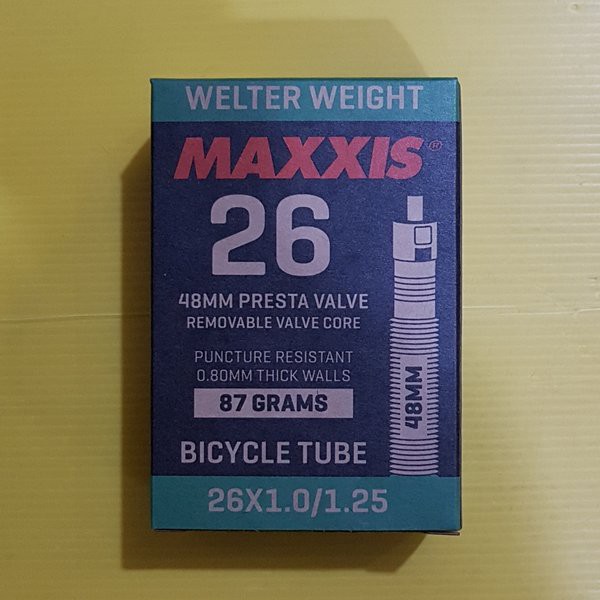 WELTER WEIGHT
MAXXIS®
26
48MM PRESTA VALVE
REMOVABLE VALVE CORE
PUNCTURE RESISTANT
0.80MM THICK WALLS
87 GRAMS
48MM
BICYCLE TUBE
26X1.0/1.25